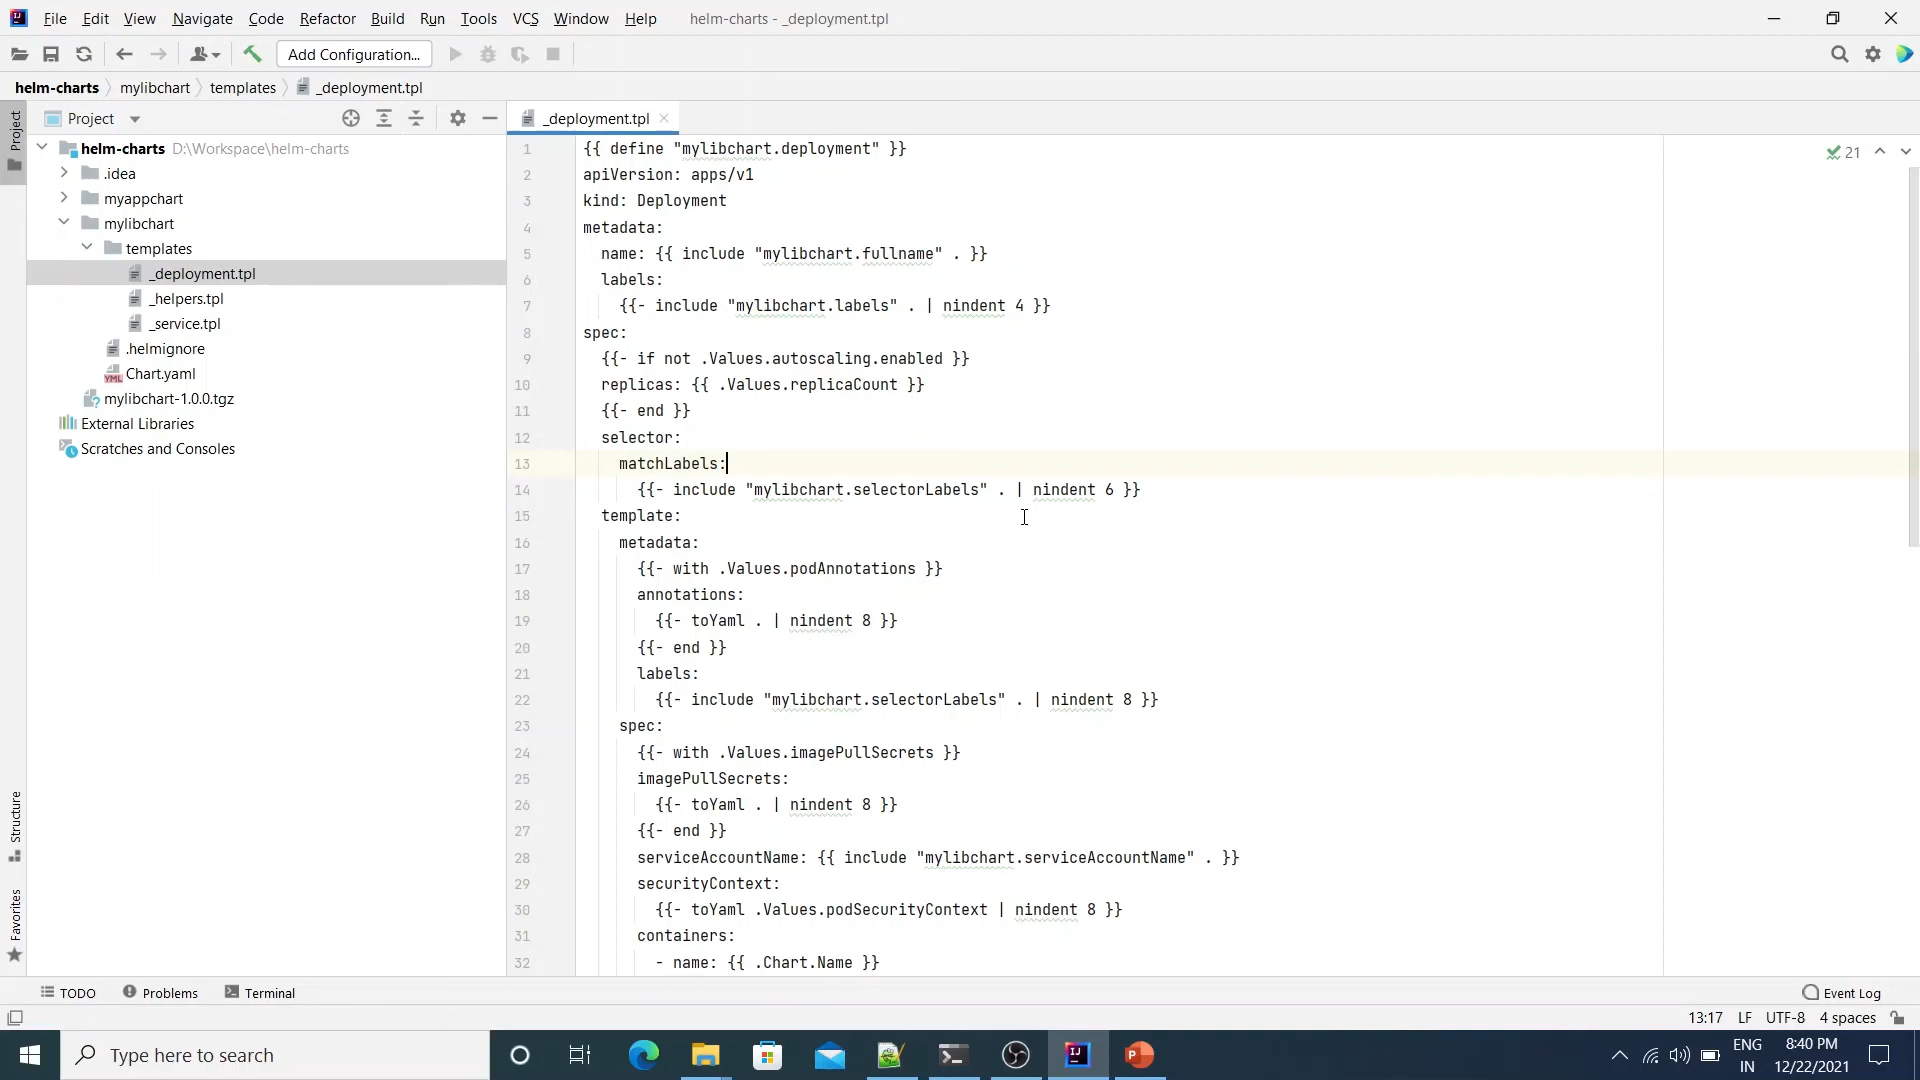 File Edit View Navigate Code Refactor Build Run Tools VCS Window Help helm-charts - _deployment.tpl
Add Configuration...
helm-charts mylibchart templates _deployment.tpl
Project
Project
_deployment.tpl
helm-charts D:\Workspace\helm-charts
.idea
myappchart
mylibchart
templates
_deployment.tpl
_helpers.tpl
_service.tpl
.helmignore
YML Chart.yaml
mylibchart-1.0.0.tgz
External Libraries
Scratches and Consoles
Structure
Favorites
21
1 {{ define "mylibchart.deployment" }}
2 apiVersion: apps/v1
3 kind: Deployment
4 metadata:
5 name: {{ include "mylibchart.fullname" . }}
6 labels:
7 {{- include "mylibchart.labels" . | nindent 4 }}
8 spec:
9 {{- if not .Values.autoscaling.enabled }}
10 replicas: {{ .Values.replicaCount }}
11 {{- end }}
12 selector:
13 matchLabels:
14 {{- include "mylibchart.selectorLabels" . | nindent 6 }}
15 template:
16 metadata:
17 {{- with .Values.podAnnotations }}
18 annotations:
19 {{- toYaml . | nindent 8 }}
20 {{- end }}
21 labels:
22 {{- include "mylibchart.selectorLabels" . | nindent 8 }}
23 spec:
24 {{- with .Values.imagePullSecrets }}
25 imagePullSecrets:
26 {{- toYaml . | nindent 8 }}
27 {{- end }}
28 serviceAccountName: {{ include "mylibchart.serviceAccountName" . }}
29 securityContext:
30 {{- toYaml .Values.podSecurityContext | nindent 8 }}
31 containers:
32 - name: {{ .Chart.Name }}
TODO Problems Terminal Event Log
13:17 LF UTF-8 4 spaces
Type here to search
ENG
IN
8:40 PM
12/22/2021